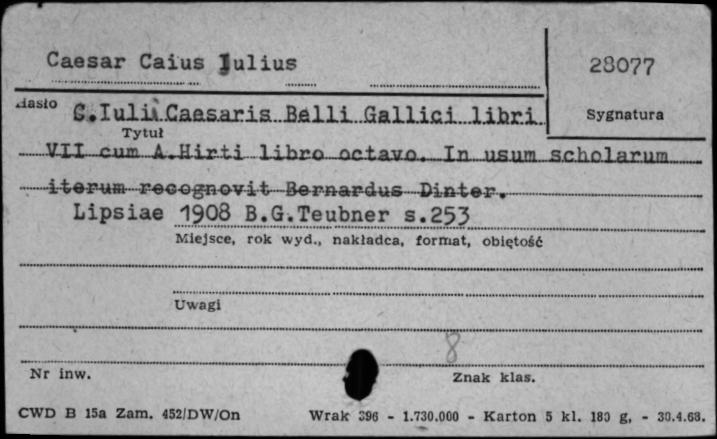 Caesar Caius Iulius
28077
Hasło
C.Iulii Caesaris Belli Gallici libri
Sygnatura
Tytuł
VII cum A.Hirti libro octavo. In usum scholarum
iterum recognovit Bernardus Dinter.
Lipsiae 1908 B.G.Teubner s.253
Miejsce, rok wyd., nakładca, format, obiętość
Uwagi
8
Nr inw.
Znak klas.
CWD B 15a Zam. 452/DW/On Wrak 396 - 1.730.000 - Karton 5 kl. 180 g. - 30.4.68.